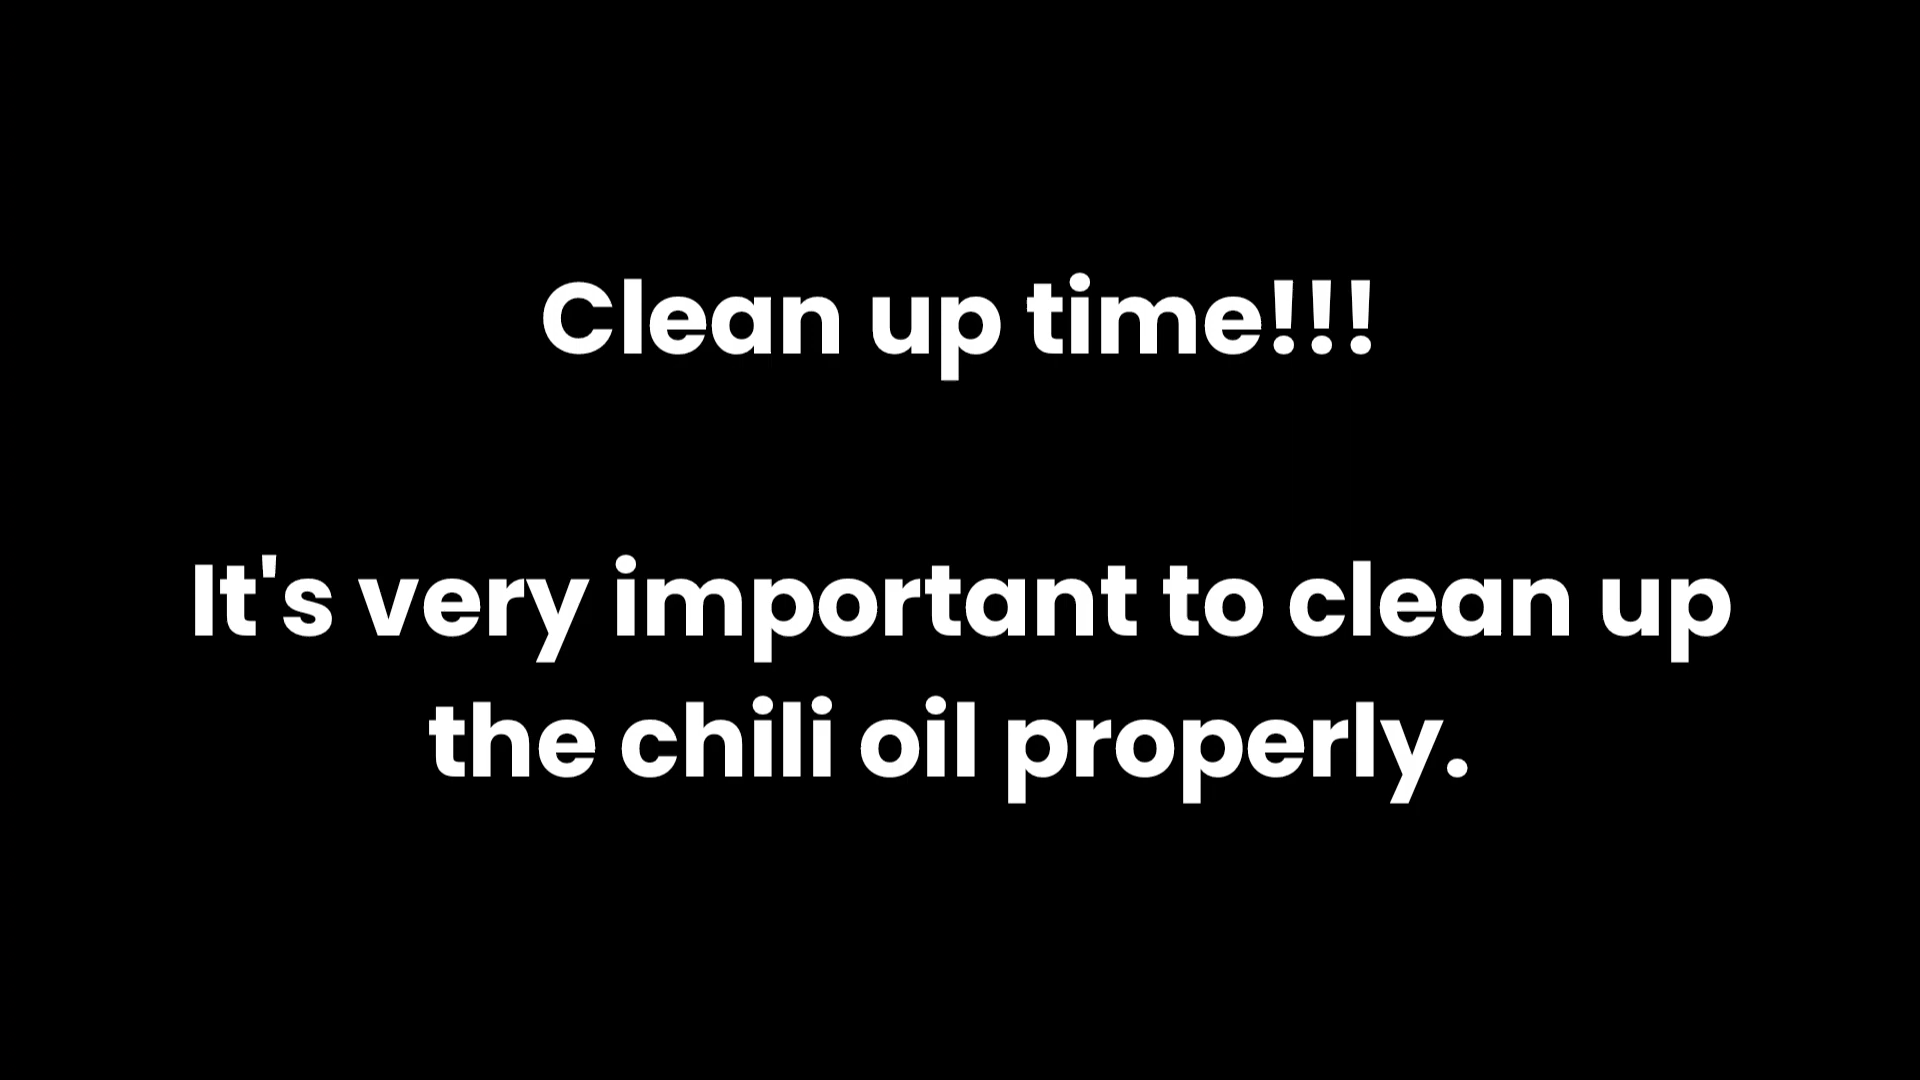 Clean up time!!!
It's very important to clean up
the chili oil properly.